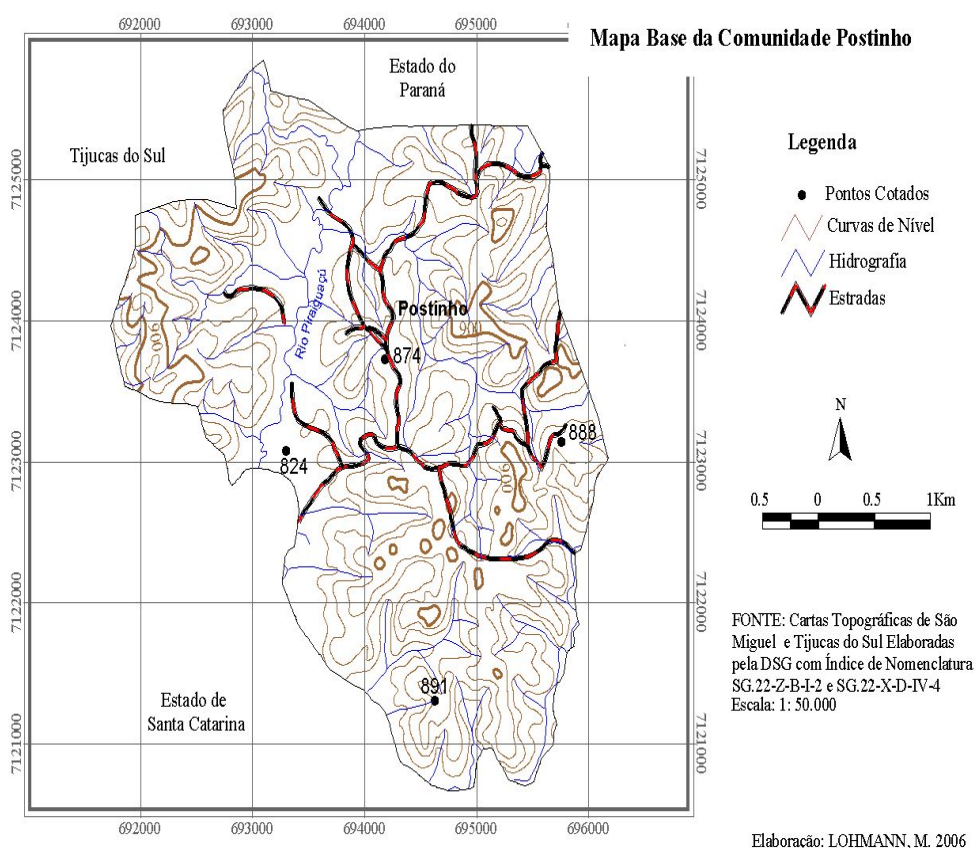 692000 693000 694000 695000
Mapa Base da Comunidade Postinho
Estado do
Paraná
Tijucas do Sul
7125000
7125000
Legenda
Pontos Cotados
Curvas de Nível
Hidrografia
Estradas
Rio Piraiguaçú
Postinho
7124000
7124000
900
900
874
888
824
900
7123000
7123000
N
0.5 0 0.5 1Km
7122000
7122000
FONTE: Cartas Topográficas de São
Miguel e Tijucas do Sul Elaboradas
pela DSG com Índice de Nomenclatura
SG.22-Z-B-I-2 e SG.22-X-D-IV-4
Escala: 1: 50.000
891
Estado de
Santa Catarina
7121000
7121000
692000 693000 694000 695000 696000
Elaboração: LOHMANN, M. 2006